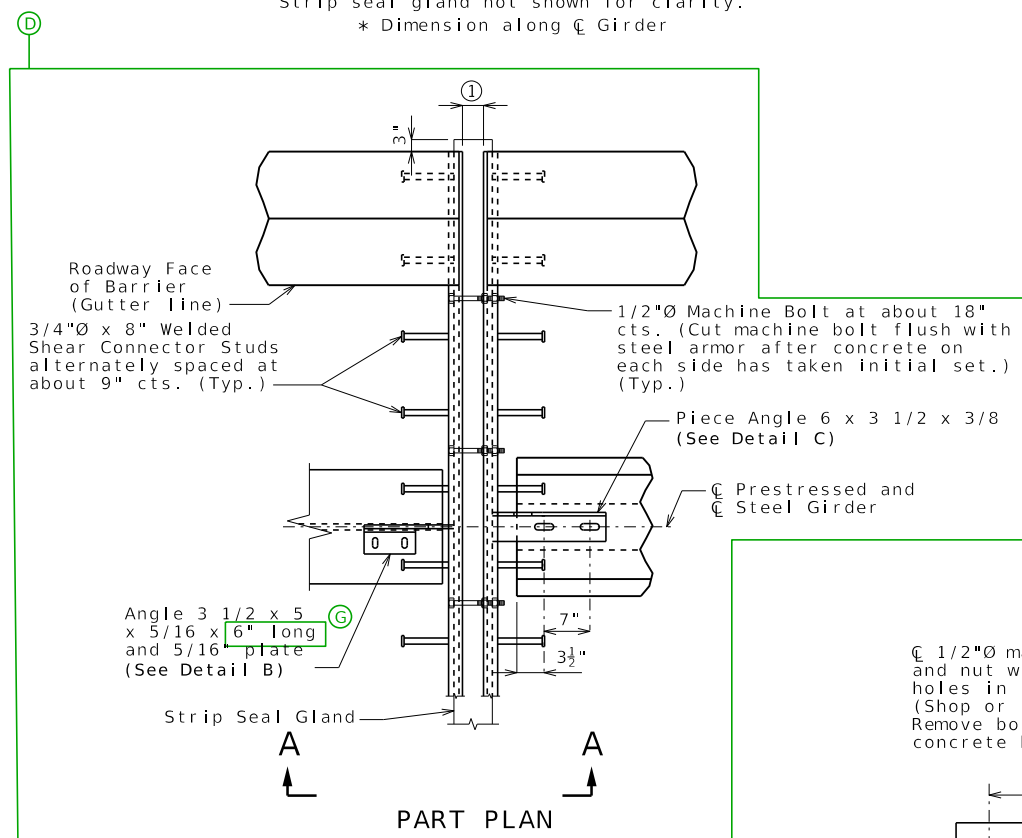 Strip seal gland not shown for clarity.
* Dimension along ℄ Girder
D
1
3"
Roadway Face
of Barrier
(Gutter line)
3/4"Ø x 8" Welded
Shear Connector Studs
alternately spaced at
about 9" cts. (Typ.)
1/2"Ø Machine Bolt at about 18"
cts. (Cut machine bolt flush with
steel armor after concrete on
each side has taken initial set.)
(Typ.)
Piece Angle 6 x 3 1/2 x 3/8
(See Detail C)
℄ Prestressed and
℄ Steel Girder
Angle 3 1/2 x 5
x 5/16 x 6" long
and 5/16" plate
(See Detail B)
G
7"
3½"
Strip Seal Gland
A
A
PART PLAN
℄ 1/2"Ø m
and nut w
holes in
(Shop or
Remove bo
concrete